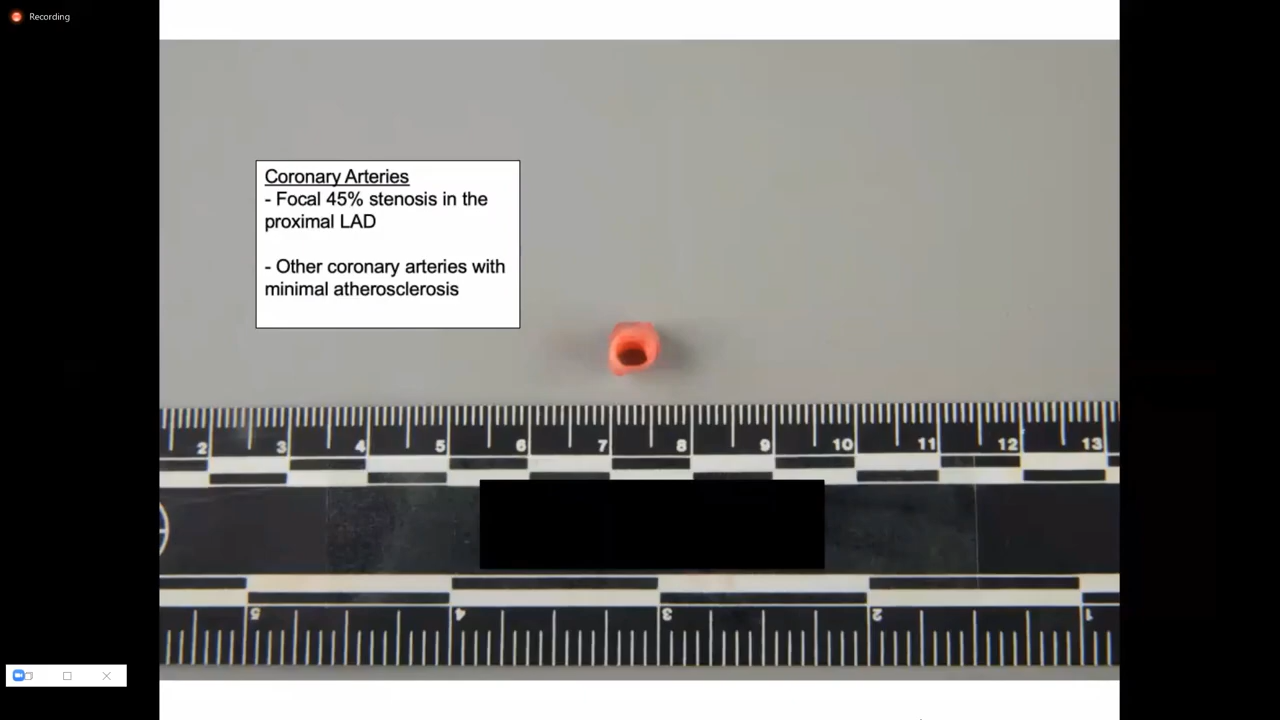 Recording
Coronary Arteries
- Focal 45% stenosis in the
proximal LAD
- Other coronary arteries with
minimal atherosclerosis
2 3 4 5 6 7 8 9 10 11 12 13
5 4 3 2 1